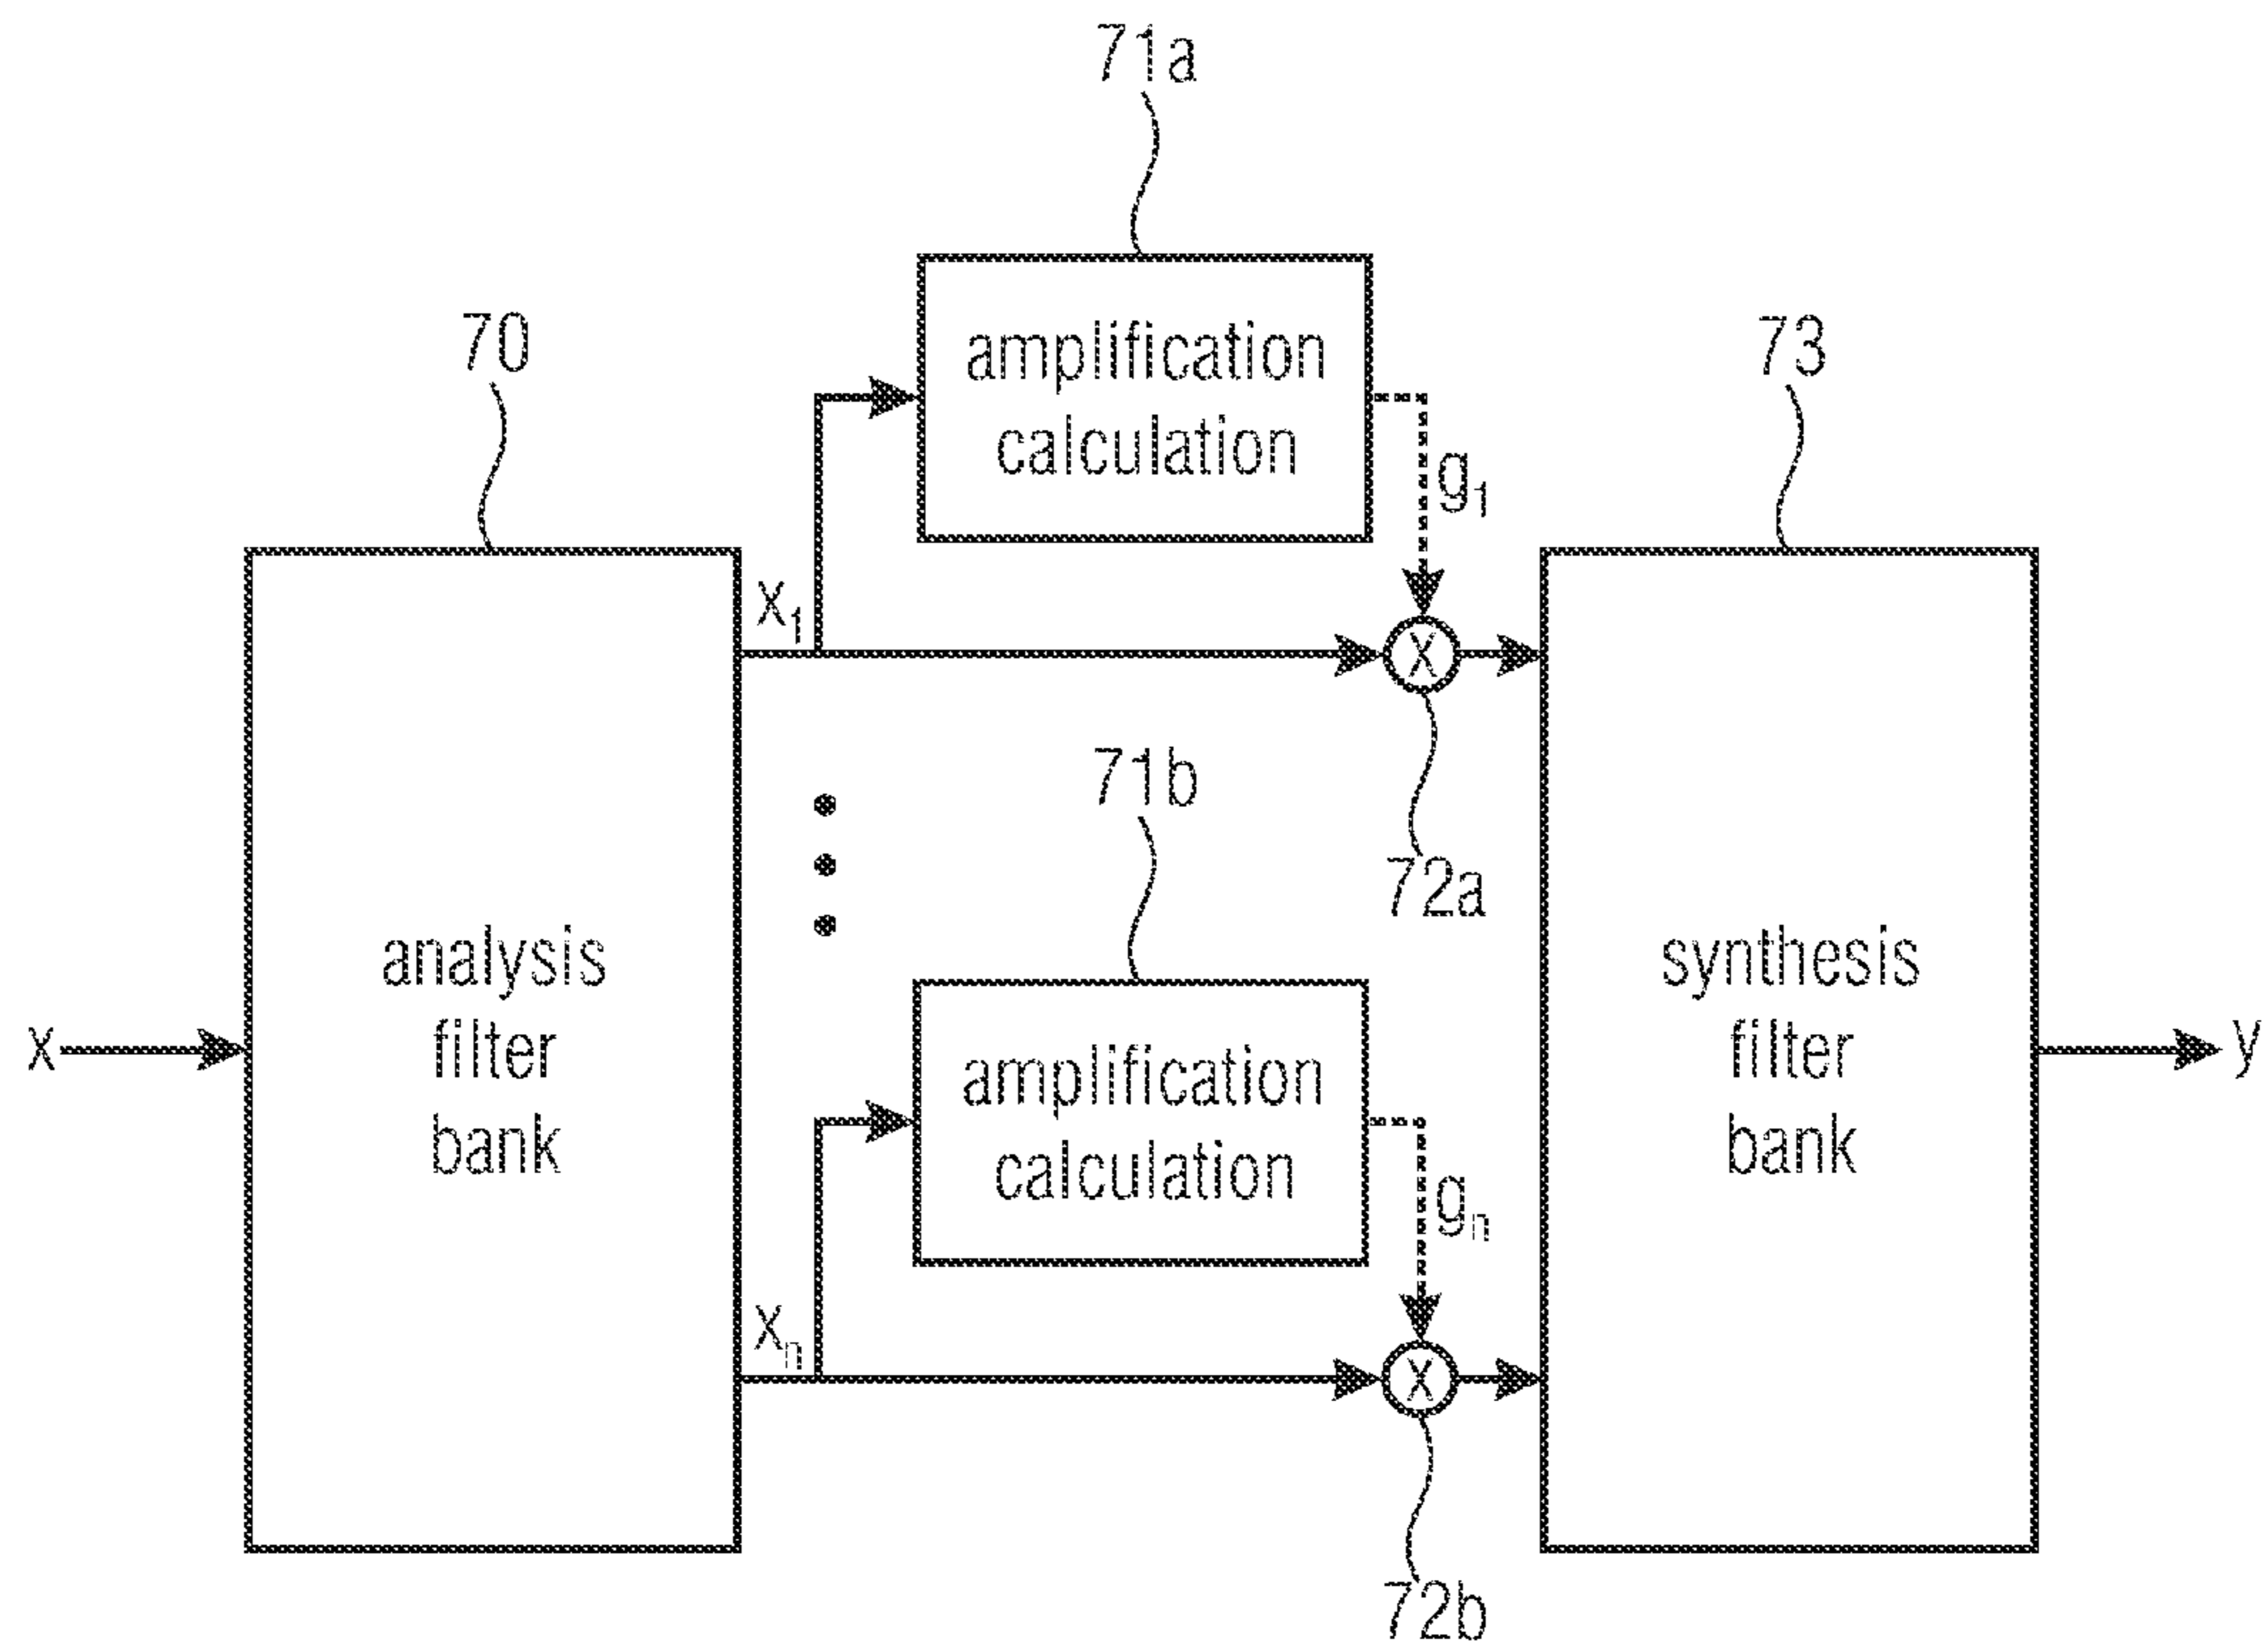 71a
70
amplification
calculation
73
g1
x1
X
71b
72a
analysis
filter
bank
synthesis
filter
bank
x
amplification
calculation
y
gn
xn
X
72b